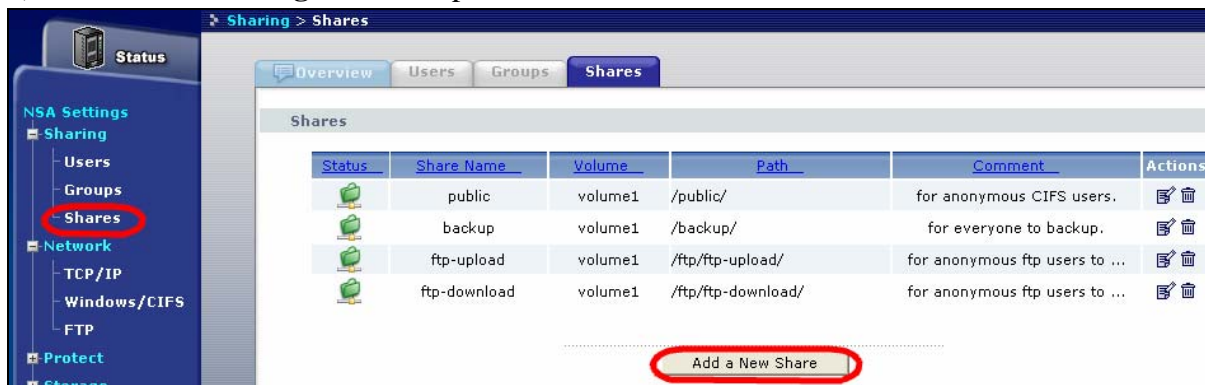 Sharing > Shares
Status
Overview Users Groups Shares
NSA Settings
Sharing
Users
Groups
Shares
Network
TCP/IP
Windows/CIFS
FTP
Protect
Storage
Shares
Status Share Name Volume Path Comment Actions
public volume1 /public/ for anonymous CIFS users.
backup volume1 /backup/ for everyone to backup.
ftp-upload volume1 /ftp/ftp-upload/ for anonymous ftp users to ...
ftp-download volume1 /ftp/ftp-download/ for anonymous ftp users to ...
Add a New Share